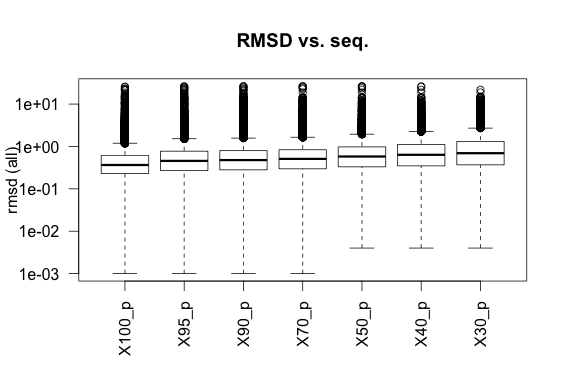 RMSD vs. seq.
rmsd (all)
1e+01
1e+00
1e-01
1e-02
1e-03
X100_p
X95_p
X90_p
X70_p
X50_p
X40_p
X30_p